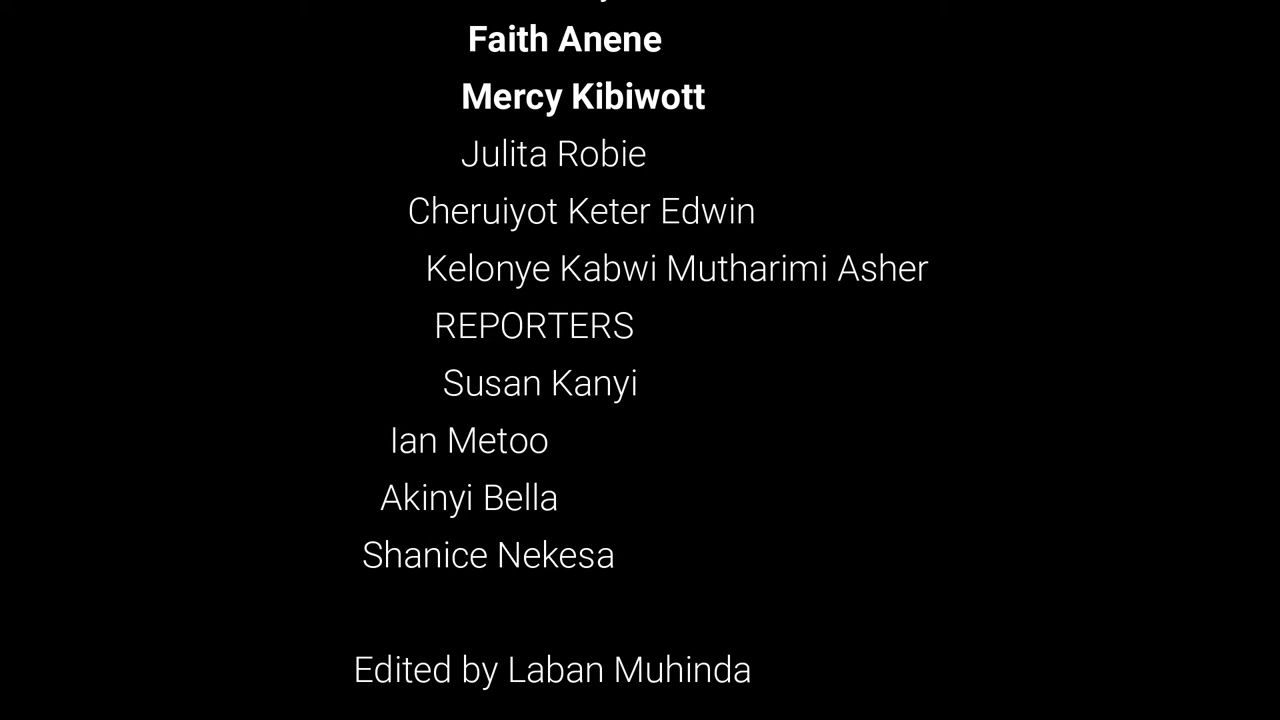 Faith Anene
Mercy Kibiwott
Julita Robie
Cheruiyot Keter Edwin
Kelonye Kabwi Mutharimi Asher
REPORTERS
Susan Kanyi
Ian Metoo
Akinyi Bella
Shanice Nekesa
Edited by Laban Muhinda